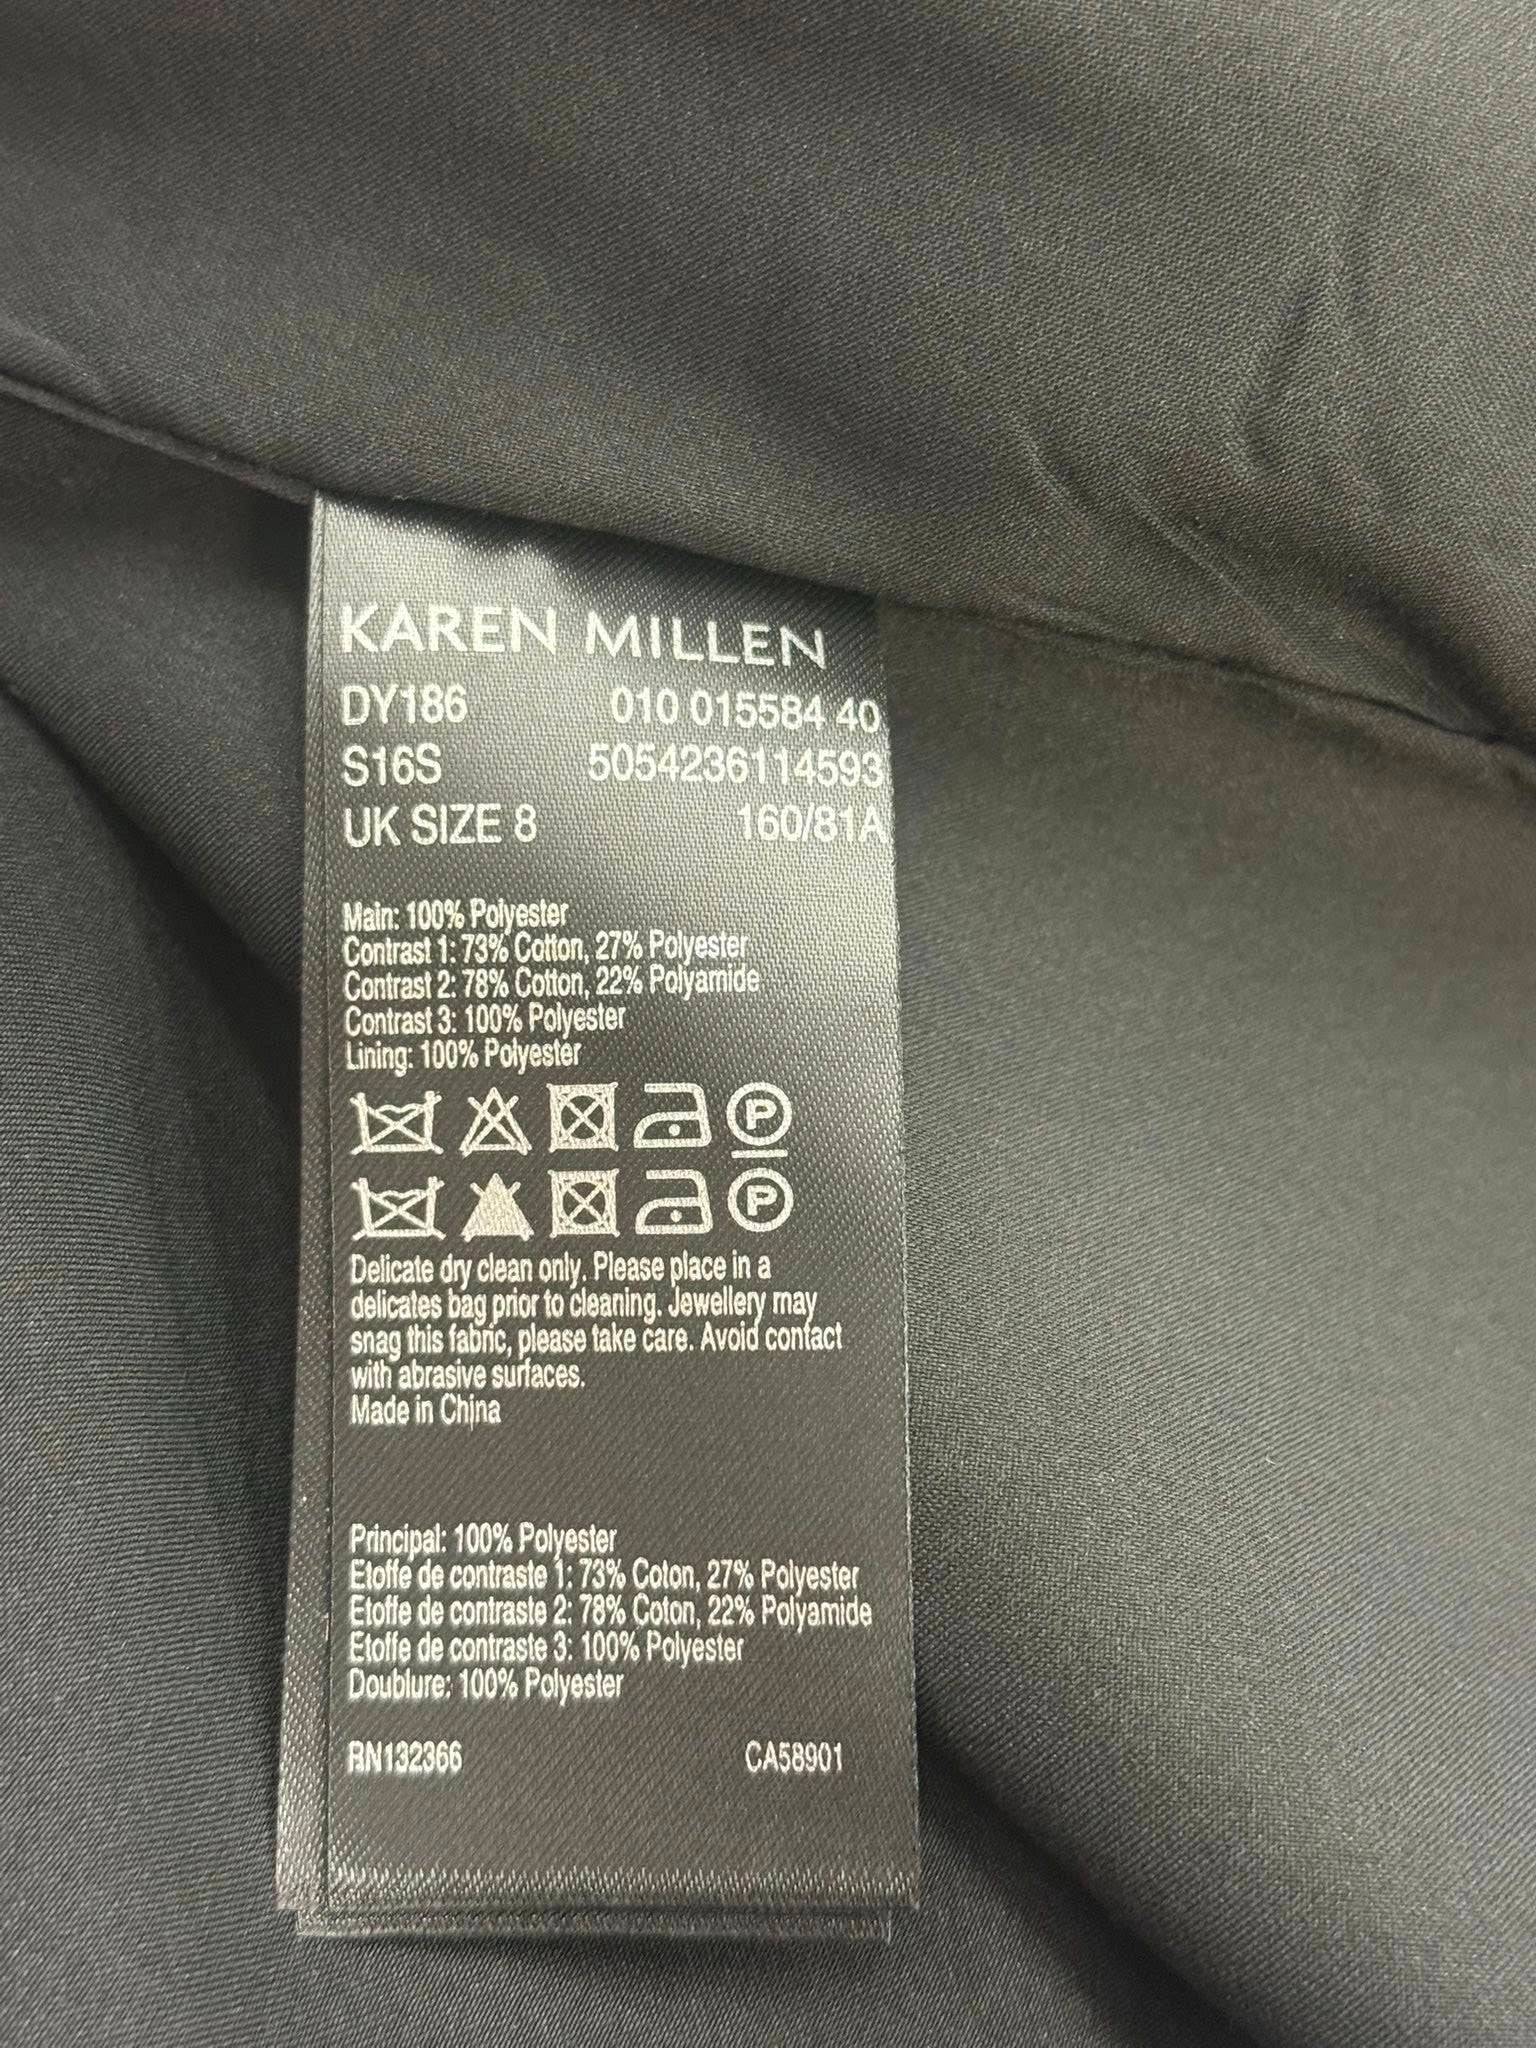 KAREN MILLEN
DY186 010 015584 40
S16S 5054236114593
UK SIZE 8 160/81A
Main: 100% Polyester
Contrast 1: 73% Cotton, 27% Polyester
Contrast 2: 78% Cotton, 22% Polyamide
Contrast 3: 100% Polyester
Lining: 100% Polyester
P
P
Delicate dry clean only. Please place in a
delicates bag prior to cleaning. Jewellery may
snag this fabric, please take care. Avoid contact
with abrasive surfaces.
Made in China
Principal: 100% Polyester
Etoffe de contraste 1: 73% Coton, 27% Polyester
Etoffe de contraste 2: 78% Coton, 22% Polyamide
Etoffe de contraste 3: 100% Polyester
Doublure: 100% Polyester
RN132366 CA58901